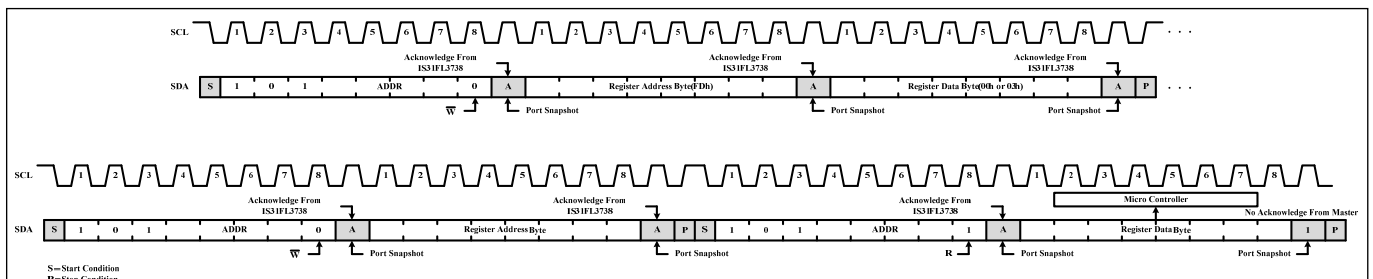 SCL 1 2 3 4 5 6 7 8 1 2 3 4 5 6 7 8 1 2 3 4 5 6 7 8 . . .
Acknowledge From Acknowledge From Acknowledge From
IS31FL3738 IS31FL3738 IS31FL3738
SDA S 1 0 1 ADDR 0 A Register Address Byte(FDh) A Register Data Byte(00h or 03h) A P . . .
W Port Snapshot Port Snapshot Port Snapshot
SCL 1 2 3 4 5 6 7 8 1 2 3 4 5 6 7 8 1 2 3 4 5 6 7 8 1 2 3 4 5 6 7 8
Acknowledge From Acknowledge From Acknowledge From Micro Controller
IS31FL3738 IS31FL3738 IS31FL3738 No Acknowledge From Master
SDA S 1 0 1 ADDR 0 A Register Address Byte A P S 1 0 1 ADDR 1 A Register Data Byte 1 P
W Port Snapshot Port Snapshot R Port Snapshot Port Snapshot
S=Start Condition
P=Stop Condition